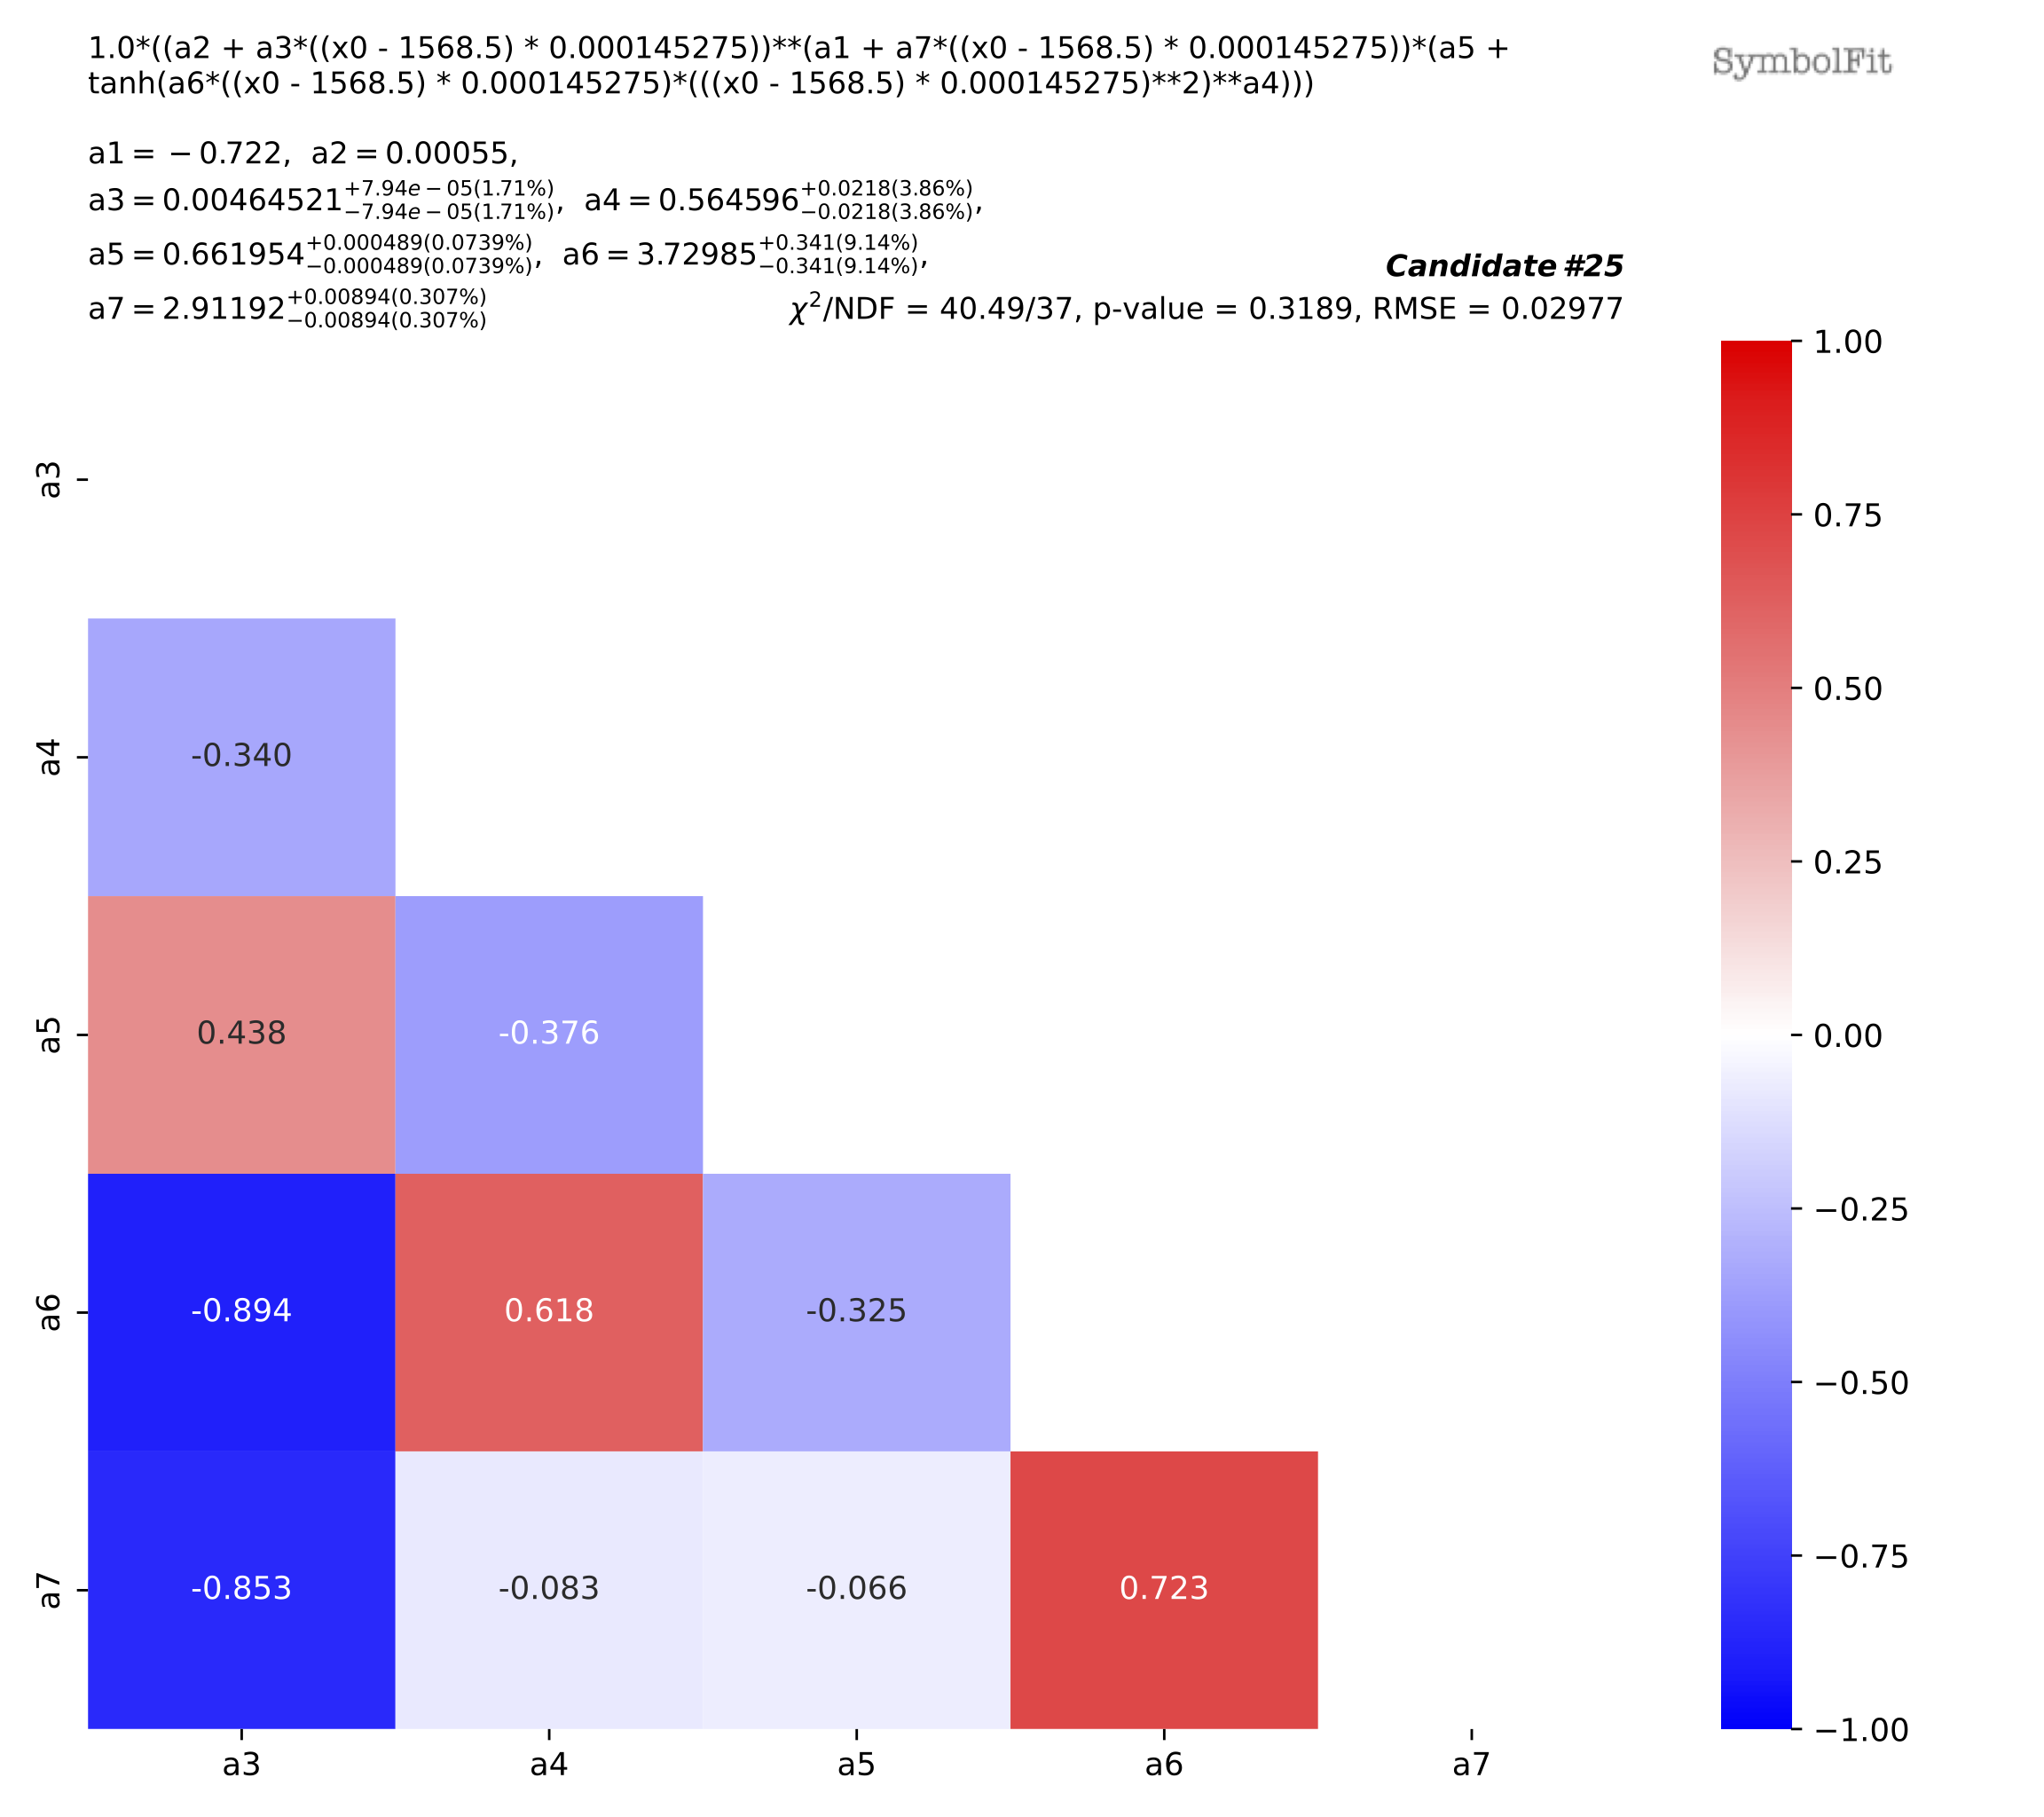 1.0*((a2 + a3*((x0 - 1568.5) * 0.000145275))**(a1 + a7*((x0 - 1568.5) * 0.000145275))*(a5 +
tanh(a6*((x0 - 1568.5) * 0.000145275)*(((x0 - 1568.5) * 0.000145275)**2)**a4)))
SymbolFit
a1 = − 0.722, a2 = 0.00055,
a3 = 0.00464521 +7.94e − 05(1.71%) −7.94e − 05(1.71%), a4 = 0.564596 +0.0218(3.86%) −0.0218(3.86%),
a5 = 0.661954 +0.000489(0.0739%) −0.000489(0.0739%), a6 = 3.72985 +0.341(9.14%) −0.341(9.14%),
a7 = 2.91192 +0.00894(0.307%) −0.00894(0.307%)
Candidate #25
χ²/NDF = 40.49/37, p-value = 0.3189, RMSE = 0.02977
a3
a4
-0.340
a5
0.438 -0.376
a6
-0.894 0.618 -0.325
a7
-0.853 -0.083 -0.066 0.723
a3 a4 a5 a6 a7
1.00
0.75
0.50
0.25
0.00
−0.25
−0.50
−0.75
−1.00